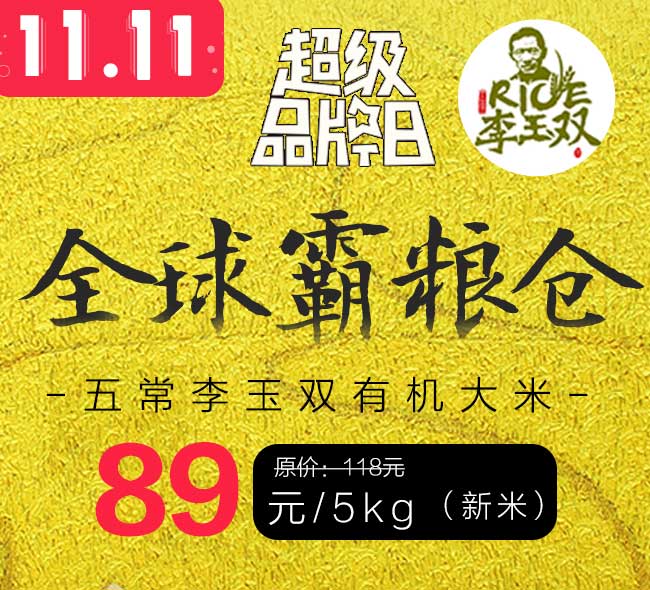 11.11
超级
品牌日
RICE
李玉双
全球霸粮仓
-五常李玉双有机大米-
89
原价：118元
元/5kg（新米）